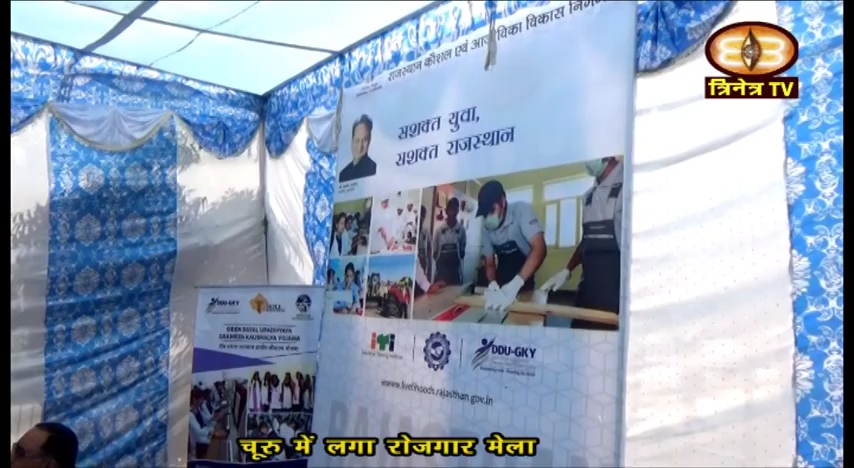 राजस्थान कौशल एवं आजीविका विकास निगम
त्रिनेत्र TV
सशक्त युवा,
सशक्त राजस्थान
DDU-GKY
DEEN DAYAL UPADHYAYA
GRAMEEN KAUSHALYA YOJANA
iti
DDU-GKY
www.livelihoods.rajasthan.gov.in
चूरु में लगा रोजगार मेला